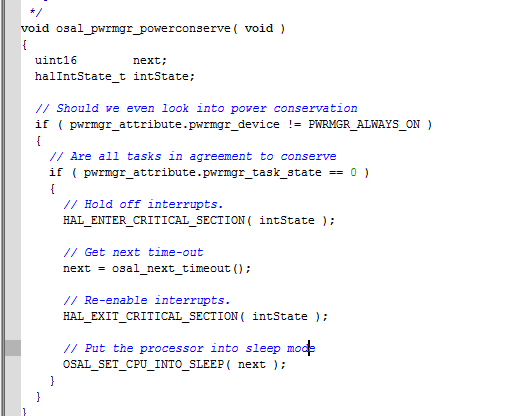 */
void osal_pwrmgr_powerconserve( void )
{
  uint16        next;
  halIntState_t intState;

  // Should we even look into power conservation
  if ( pwrmgr_attribute.pwrmgr_device != PWRMGR_ALWAYS_ON )
  {
    // Are all tasks in agreement to conserve
    if ( pwrmgr_attribute.pwrmgr_task_state == 0 )
    {
      // Hold off interrupts.
      HAL_ENTER_CRITICAL_SECTION( intState );

      // Get next time-out
      next = osal_next_timeout();

      // Re-enable interrupts.
      HAL_EXIT_CRITICAL_SECTION( intState );

      // Put the processor into sleep mode
      OSAL_SET_CPU_INTO_SLEEP( next );
    }
  }
}